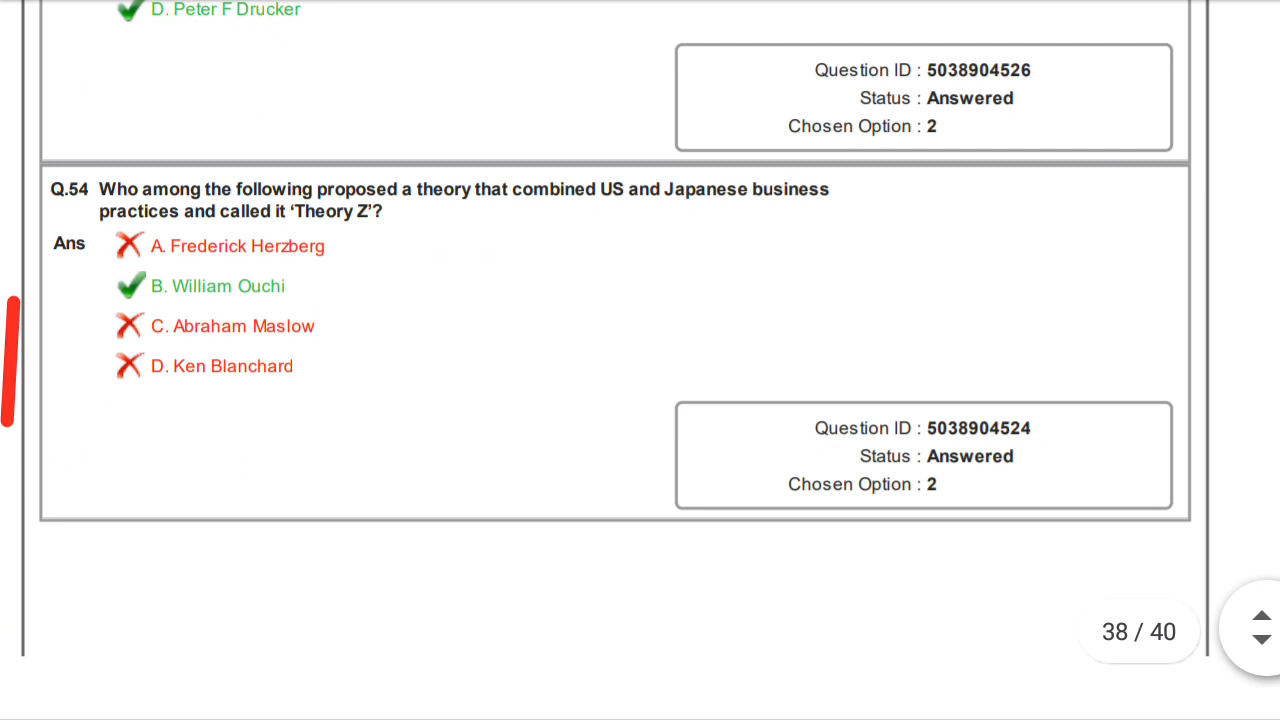 D. Peter F Drucker
Question ID : 5038904526
Status : Answered
Chosen Option : 2
Q.54 Who among the following proposed a theory that combined US and Japanese business
practices and called it ‘Theory Z’?
Ans A. Frederick Herzberg
B. William Ouchi
C. Abraham Maslow
D. Ken Blanchard
Question ID : 5038904524
Status : Answered
Chosen Option : 2
38 / 40